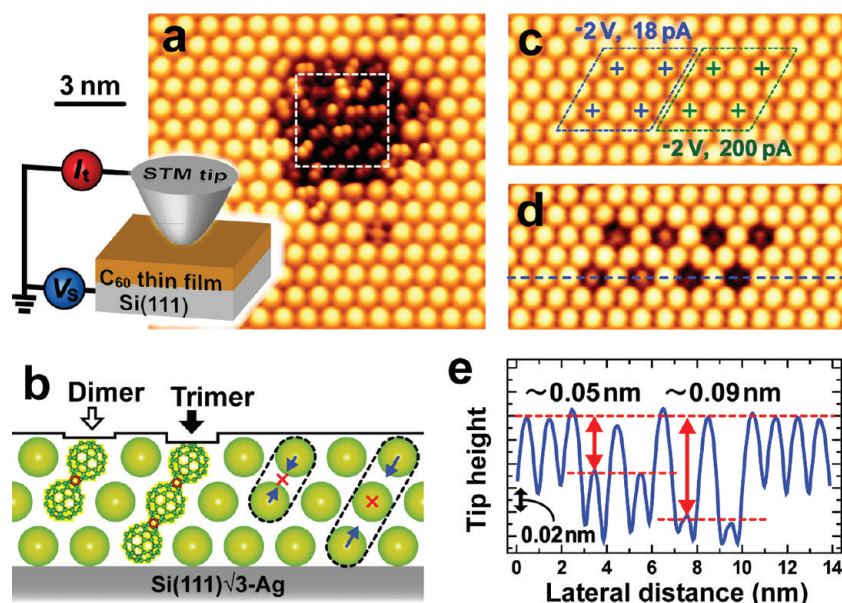 a
3 nm
I_t
STM tip
C₆₀ thin film
Si(111)
V_s
b
Dimer
Trimer
Si(111)√3-Ag
c
-2 V, 18 pA
+ +
+ +
+ +
+ +
-2 V, 200 pA
d
e
~0.05 nm ~0.09 nm
Tip height
0.02 nm
0 2 4 6 8 10 12 14
Lateral distance (nm)